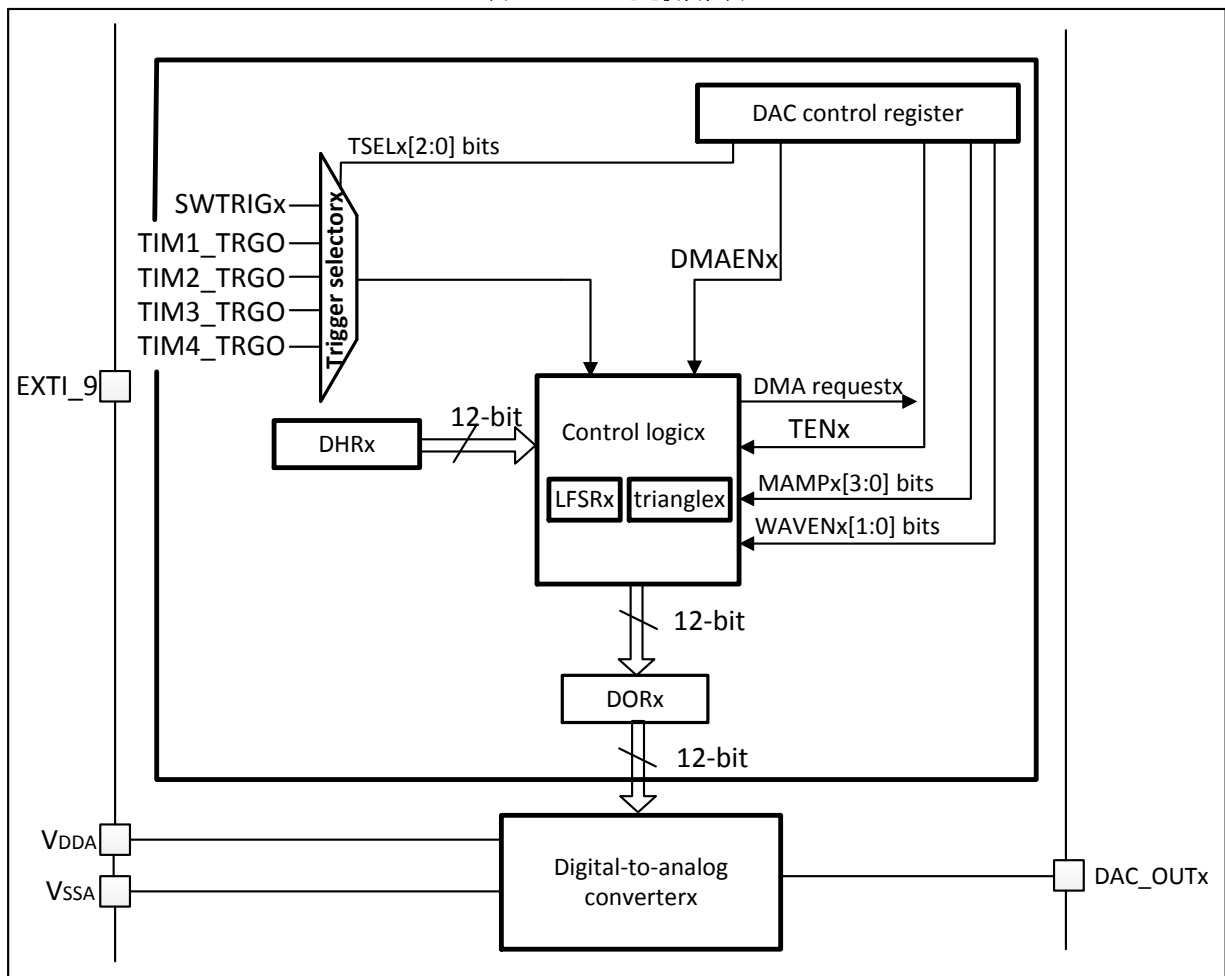 DAC control register
TSELx[2:0] bits
SWTRIGx
TIM1_TRGO
TIM2_TRGO
TIM3_TRGO
TIM4_TRGO
Trigger selectorx
DMAENx
EXTI_9
DMA requestx
12-bit
Control logicx
TENx
DHRx
LFSRx
trianglex
MAMPx[3:0] bits
WAVENx[1:0] bits
12-bit
DORx
12-bit
VDDA
VSSA
Digital-to-analog
converterx
DAC_OUTx